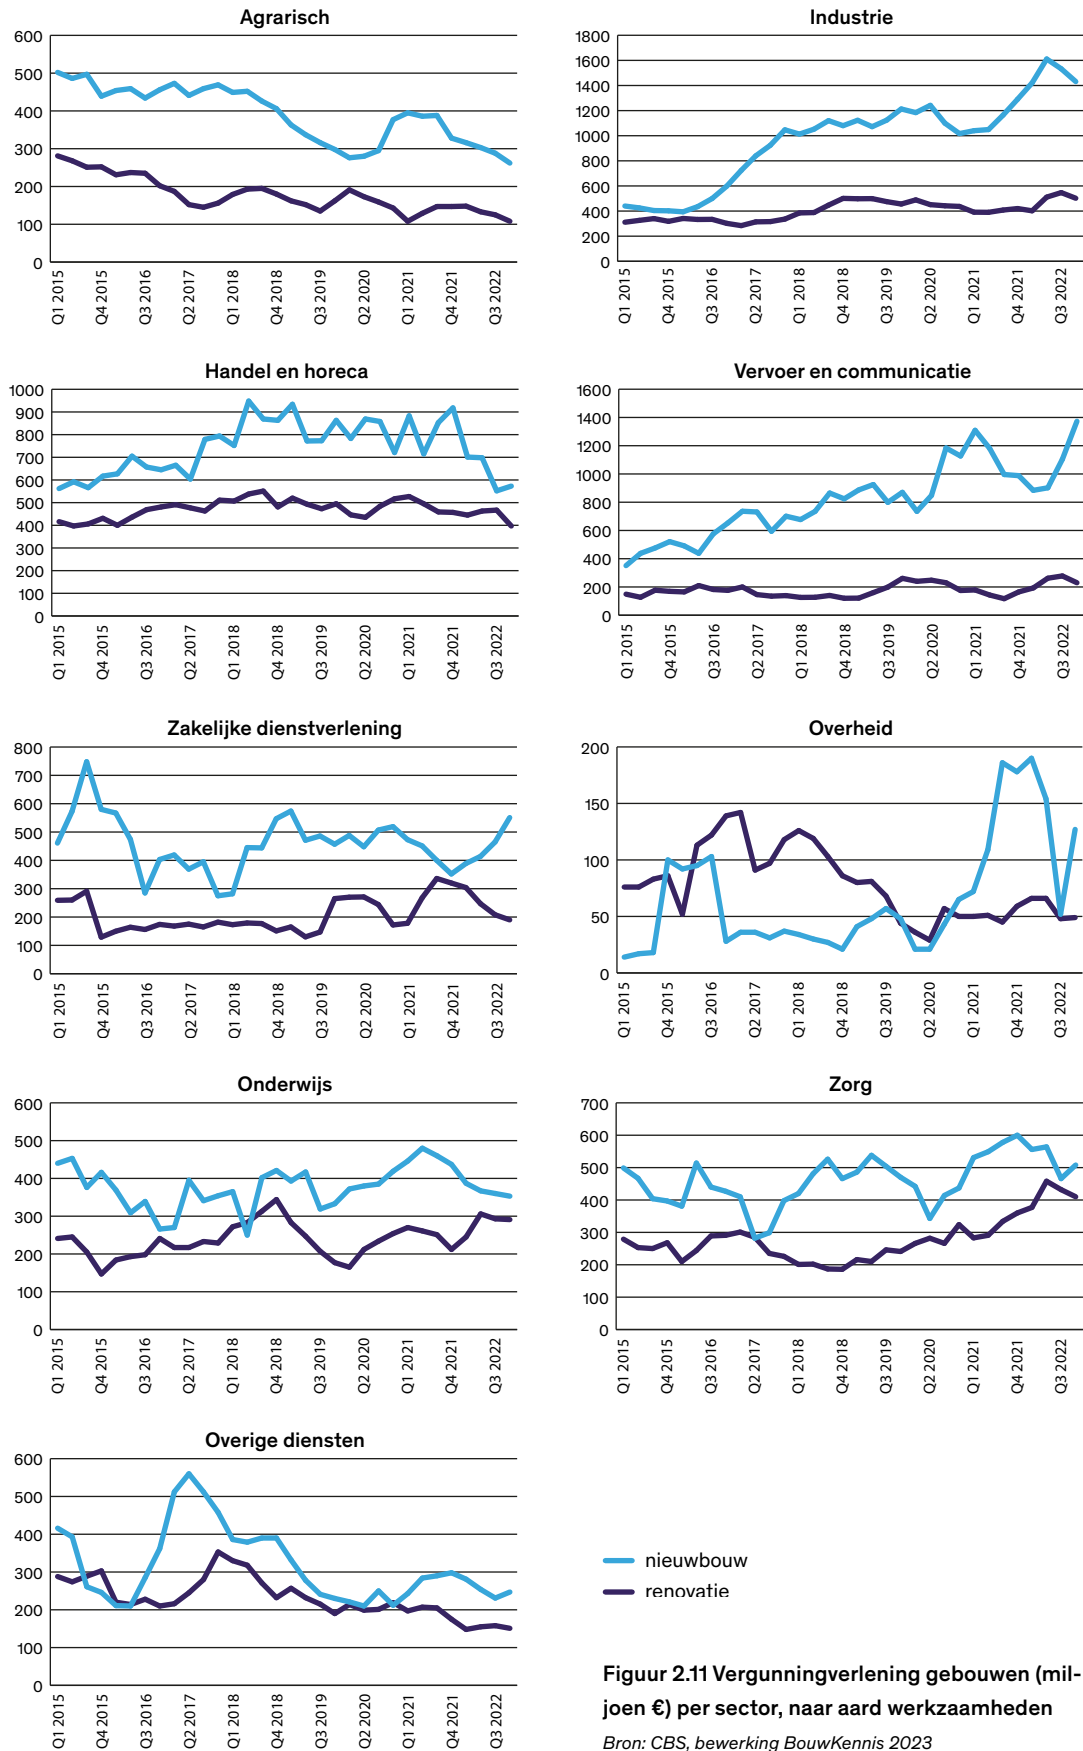 Agrarisch
600
500
400
300
200
100
0
Q1 2015
Q4 2015
Q3 2016
Q2 2017
Q1 2018
Q4 2018
Q3 2019
Q2 2020
Q1 2021
Q4 2021
Q3 2022
Industrie
1800
1600
1400
1200
1000
800
600
400
200
0
Q1 2015
Q4 2015
Q3 2016
Q2 2017
Q1 2018
Q4 2018
Q3 2019
Q2 2020
Q1 2021
Q4 2021
Q3 2022
Handel en horeca
1000
900
800
700
600
500
400
300
200
100
0
Q1 2015
Q4 2015
Q3 2016
Q2 2017
Q1 2018
Q4 2018
Q3 2019
Q2 2020
Q1 2021
Q4 2021
Q3 2022
Vervoer en communicatie
1600
1400
1200
1000
800
600
400
200
0
Q1 2015
Q4 2015
Q3 2016
Q2 2017
Q1 2018
Q4 2018
Q3 2019
Q2 2020
Q1 2021
Q4 2021
Q3 2022
Zakelijke dienstverlening
800
700
600
500
400
300
200
100
0
Q1 2015
Q4 2015
Q3 2016
Q2 2017
Q1 2018
Q4 2018
Q3 2019
Q2 2020
Q1 2021
Q4 2021
Q3 2022
Overheid
200
150
100
50
0
Q1 2015
Q4 2015
Q3 2016
Q2 2017
Q1 2018
Q4 2018
Q3 2019
Q2 2020
Q1 2021
Q4 2021
Q3 2022
Onderwijs
600
500
400
300
200
100
0
Q1 2015
Q4 2015
Q3 2016
Q2 2017
Q1 2018
Q4 2018
Q3 2019
Q2 2020
Q1 2021
Q4 2021
Q3 2022
Zorg
700
600
500
400
300
200
100
0
Q1 2015
Q4 2015
Q3 2016
Q2 2017
Q1 2018
Q4 2018
Q3 2019
Q2 2020
Q1 2021
Q4 2021
Q3 2022
Overige diensten
600
500
400
300
200
100
0
Q1 2015
Q4 2015
Q3 2016
Q2 2017
Q1 2018
Q4 2018
Q3 2019
Q2 2020
Q1 2021
Q4 2021
Q3 2022
nieuwbouw
renovatie
Figuur 2.11 Vergunningverlening gebouwen (mil-
joen €) per sector, naar aard werkzaamheden
Bron: CBS, bewerking BouwKennis 2023